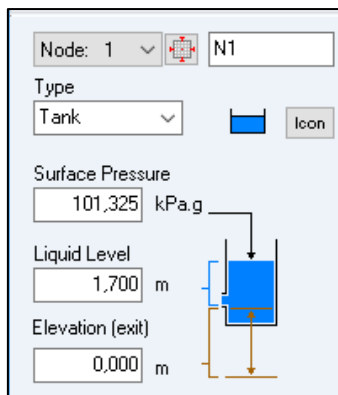 Node: 1 N1
Type
Tank Icon
Surface Pressure
101,325 kPa.g
Liquid Level
1,700 m
Elevation (exit)
0,000 m